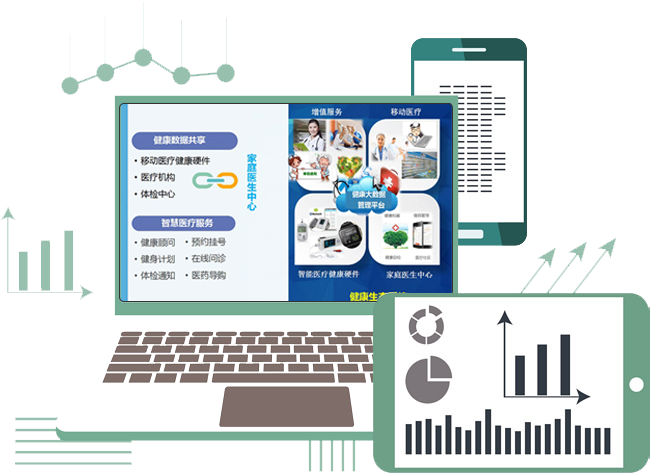 健康数据共享
• 移动医疗健康硬件
• 医疗机构
• 体检中心
家庭医生中心
智慧医疗服务
• 健康顾问 • 预约挂号
• 健身计划 • 在线问诊
• 体检通知 • 医药导购
增值服务
移动医疗
健康大数据
管理平台
智能医疗健康硬件
家庭医生中心